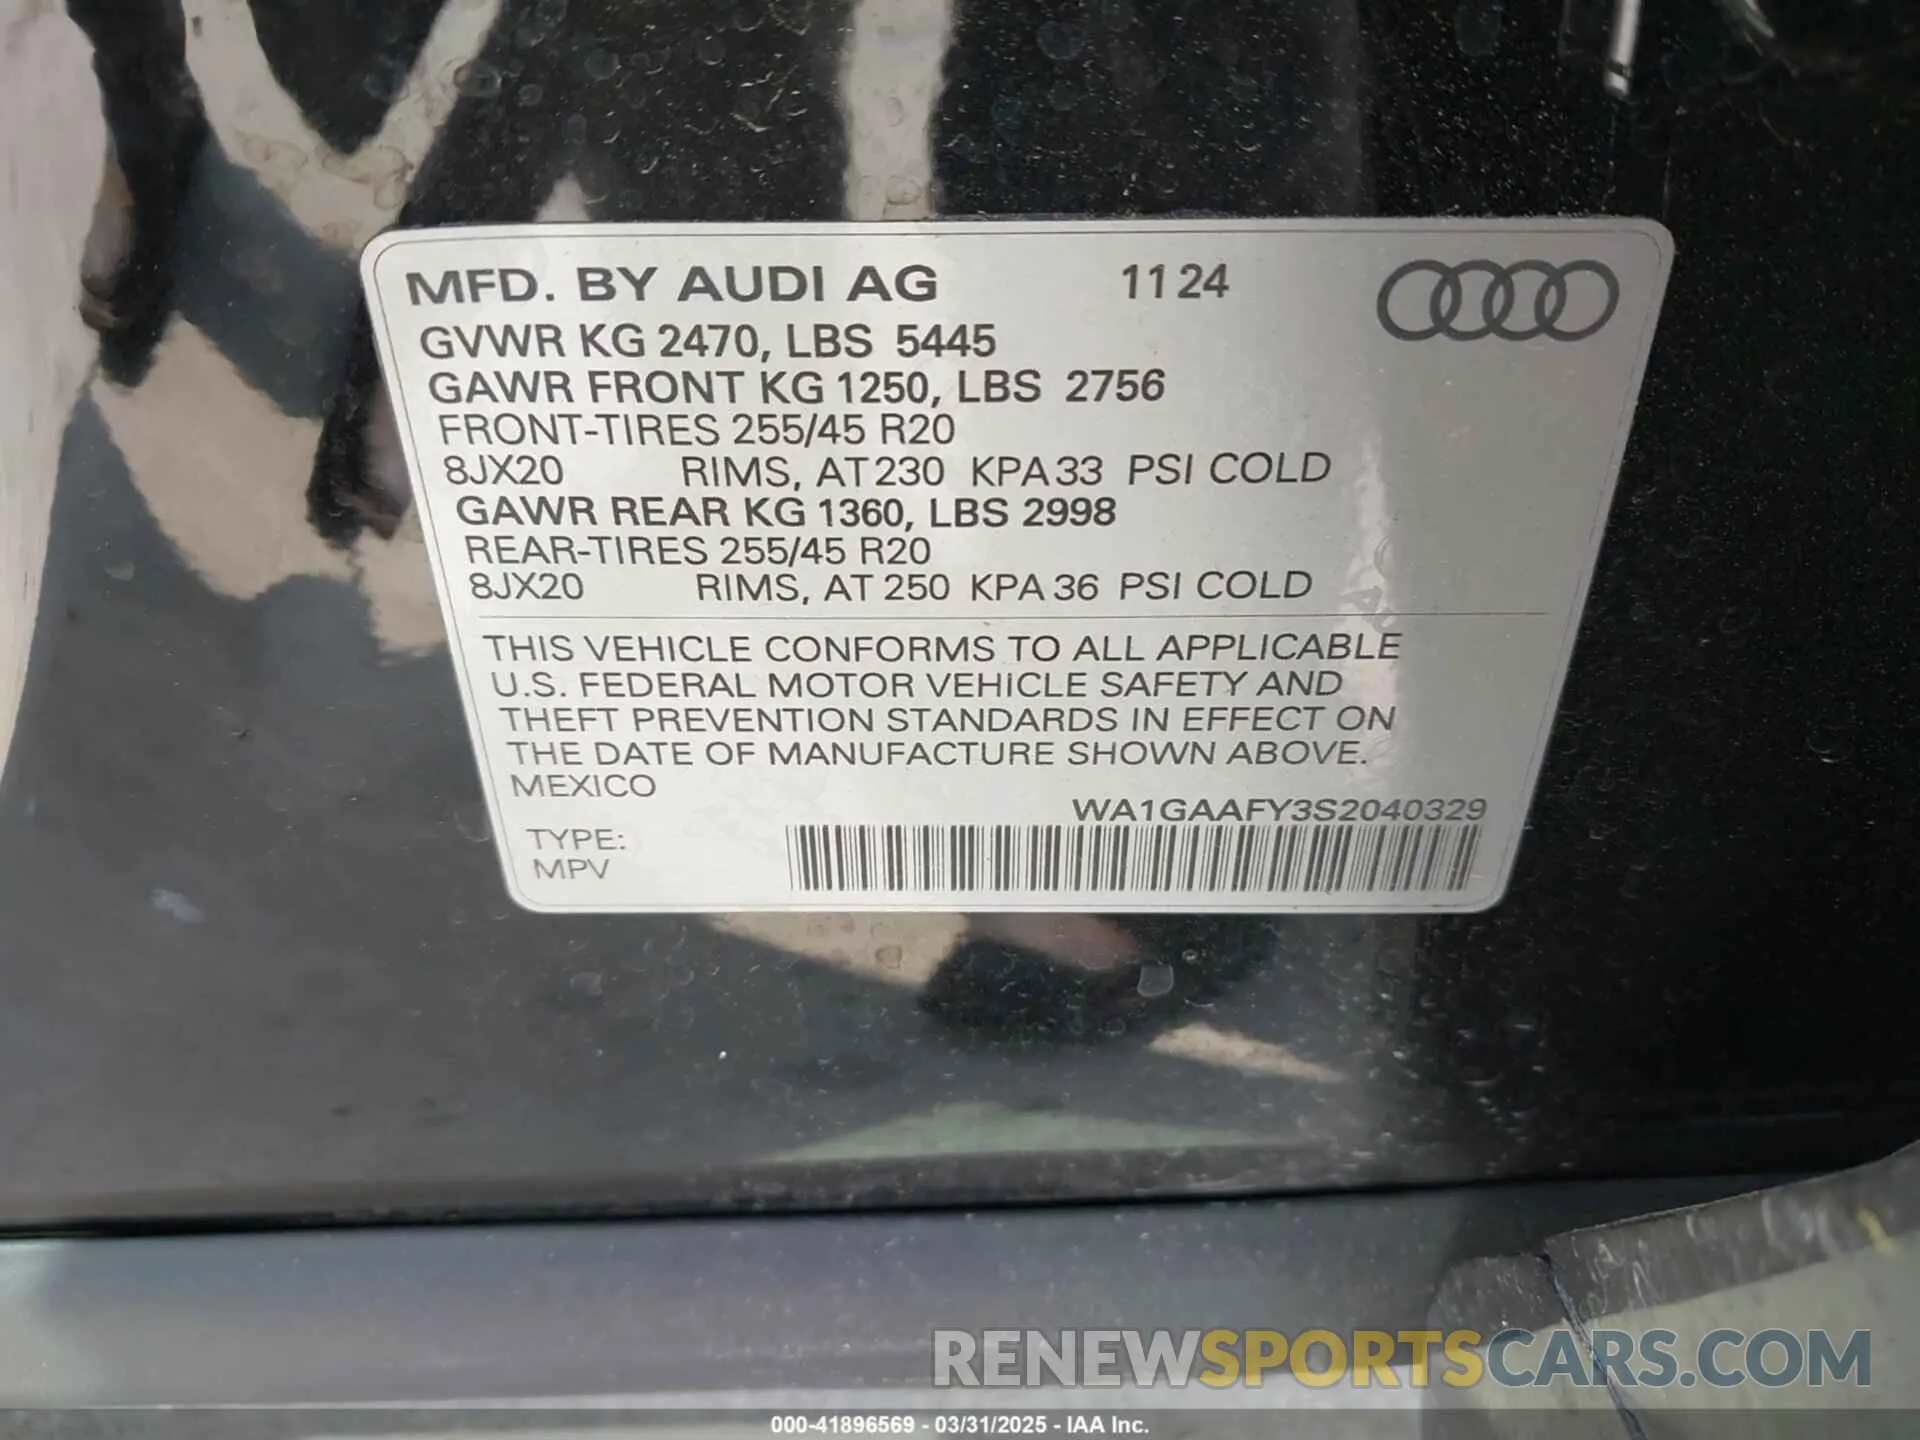 MFD. BY AUDI AG 11 24
GVWR KG 2470, LBS 5445
GAWR FRONT KG 1250, LBS 2756
FRONT-TIRES 255/45 R20
8JX20 RIMS, AT 230 KPA 33 PSI COLD
GAWR REAR KG 1360, LBS 2998
REAR-TIRES 255/45 R20
8JX20 RIMS, AT 250 KPA 36 PSI COLD
THIS VEHICLE CONFORMS TO ALL APPLICABLE
U.S. FEDERAL MOTOR VEHICLE SAFETY AND
THEFT PREVENTION STANDARDS IN EFFECT ON
THE DATE OF MANUFACTURE SHOWN ABOVE.
MEXICO
WA1GAAFY3S2040329
TYPE:
MPV
RENEWSPORTSCARS.COM
000-41896569 - 03/31/2025 - IAA Inc.